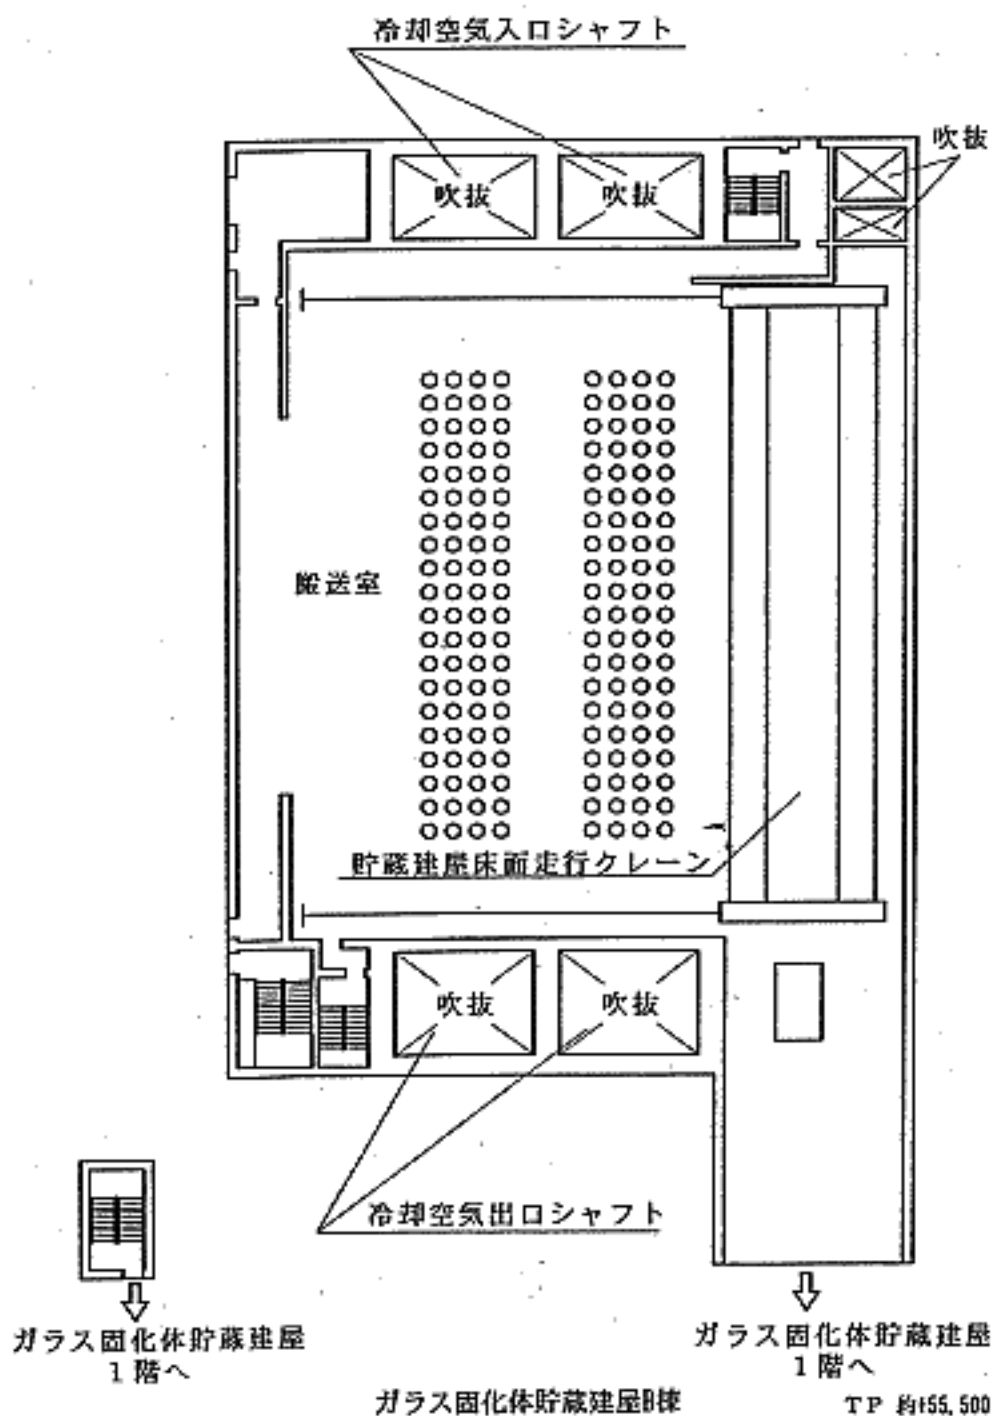 冷却空気入口シャフト
吹抜
吹抜
吹抜
搬送室
貯蔵建屋床面走行クレーン
吹抜
吹抜
冷却空気出口シャフト
ガラス固化体貯蔵建屋
1階へ
ガラス固化体貯蔵建屋
1階へ
ガラス固化体貯蔵建屋B棟
TP 約+55,500